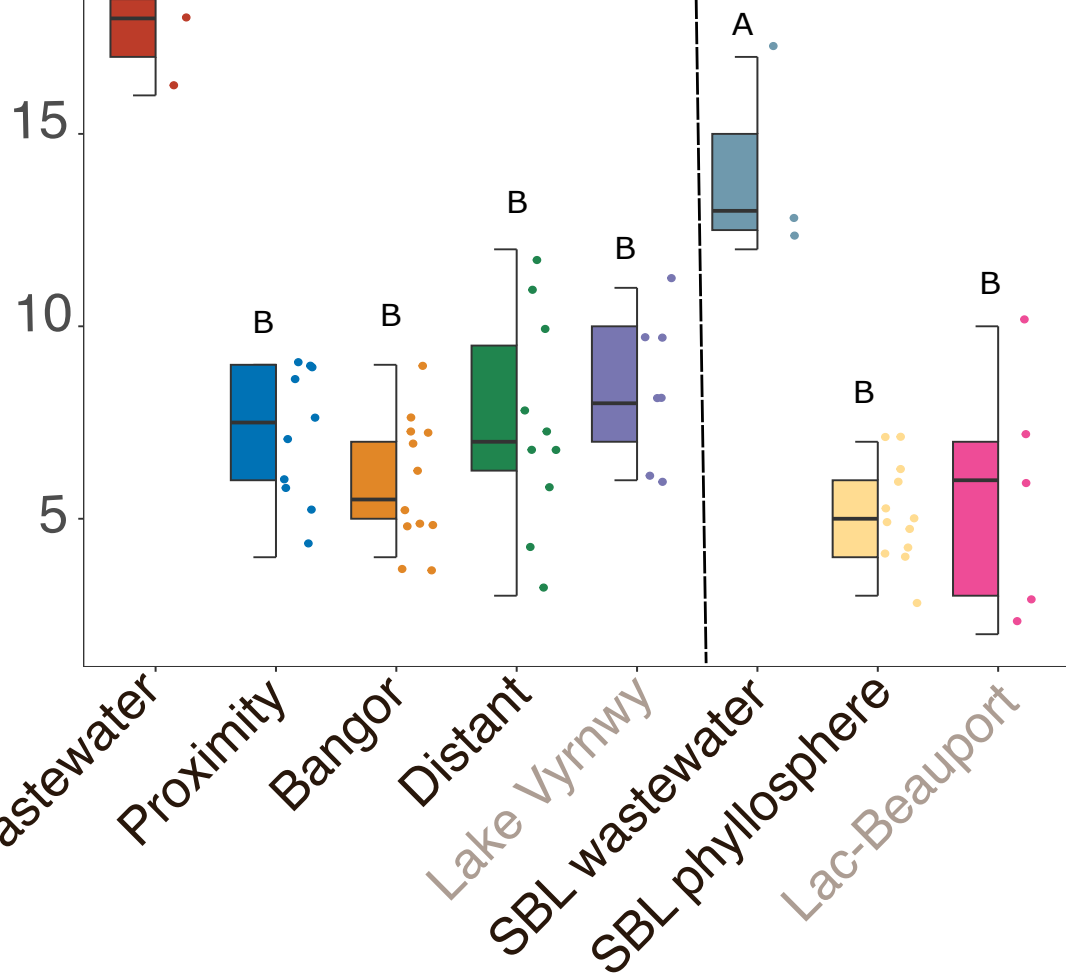 A
15
B
B
B
10
B
B
B
5
astewater
Proximity
Bangor
Distant
Lake Vyrnwy
SBL wastewater
SBL phyllosphere
Lac-Beauport